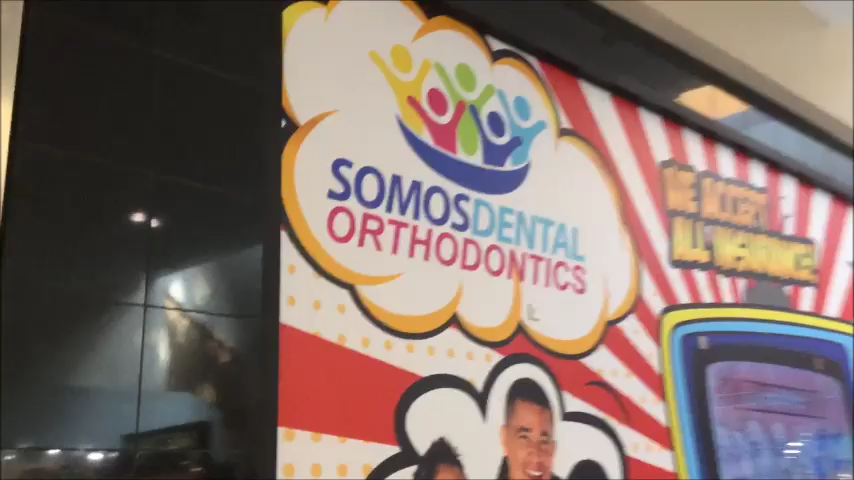 SOMOSDENTAL
ORTHODONTICS
WE ACCEPT
ALL INSURANCE!